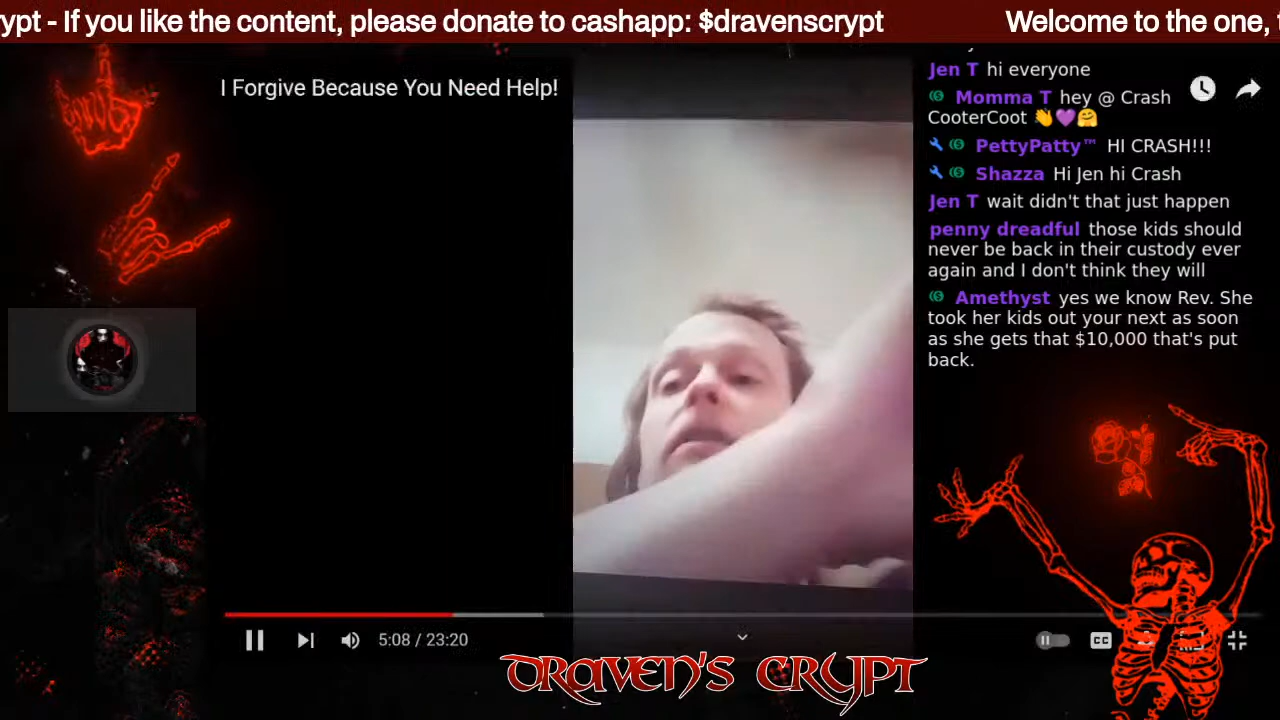 ypt - If you like the content, please donate to cashapp: $dravenscrypt
Welcome to the one,
I Forgive Because You Need Help!
Jen T hi everyone
Momma T hey @ Crash
CooterCoot 👋💜🤗
PettyPatty™ HI CRASH!!!
Shazza Hi Jen hi Crash
Jen T wait didn't that just happen
penny dreadful those kids should
never be back in their custody ever
again and I don't think they will
Amethyst yes we know Rev. She
took her kids out your next as soon
as she gets that $10,000 that's put
back.
5:08 / 23:20
CC
DRAVEN'S CRYPT